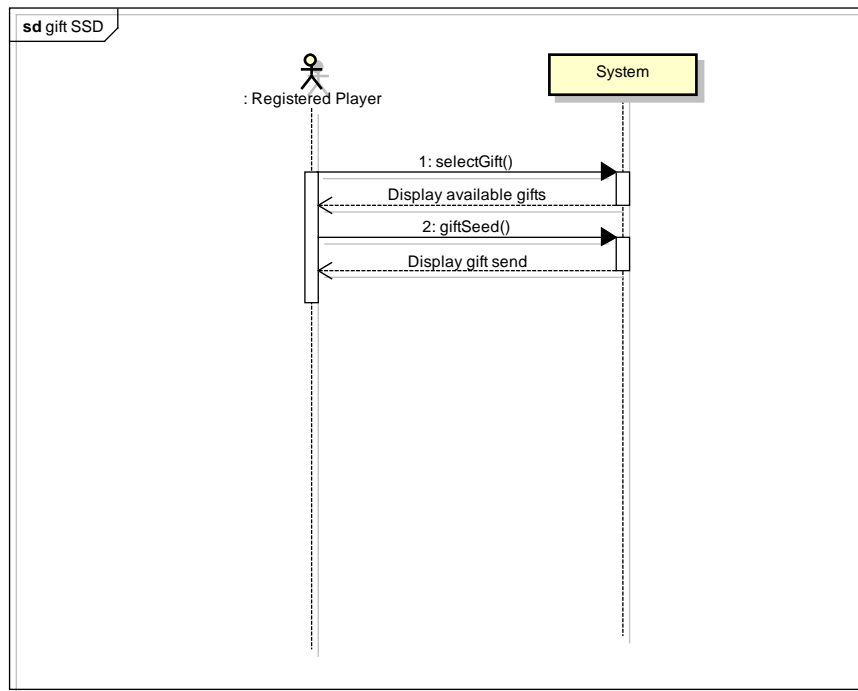 sd gift SSD
: Registered Player
System
1: selectGift()
Display available gifts
2: giftSeed()
Display gift send